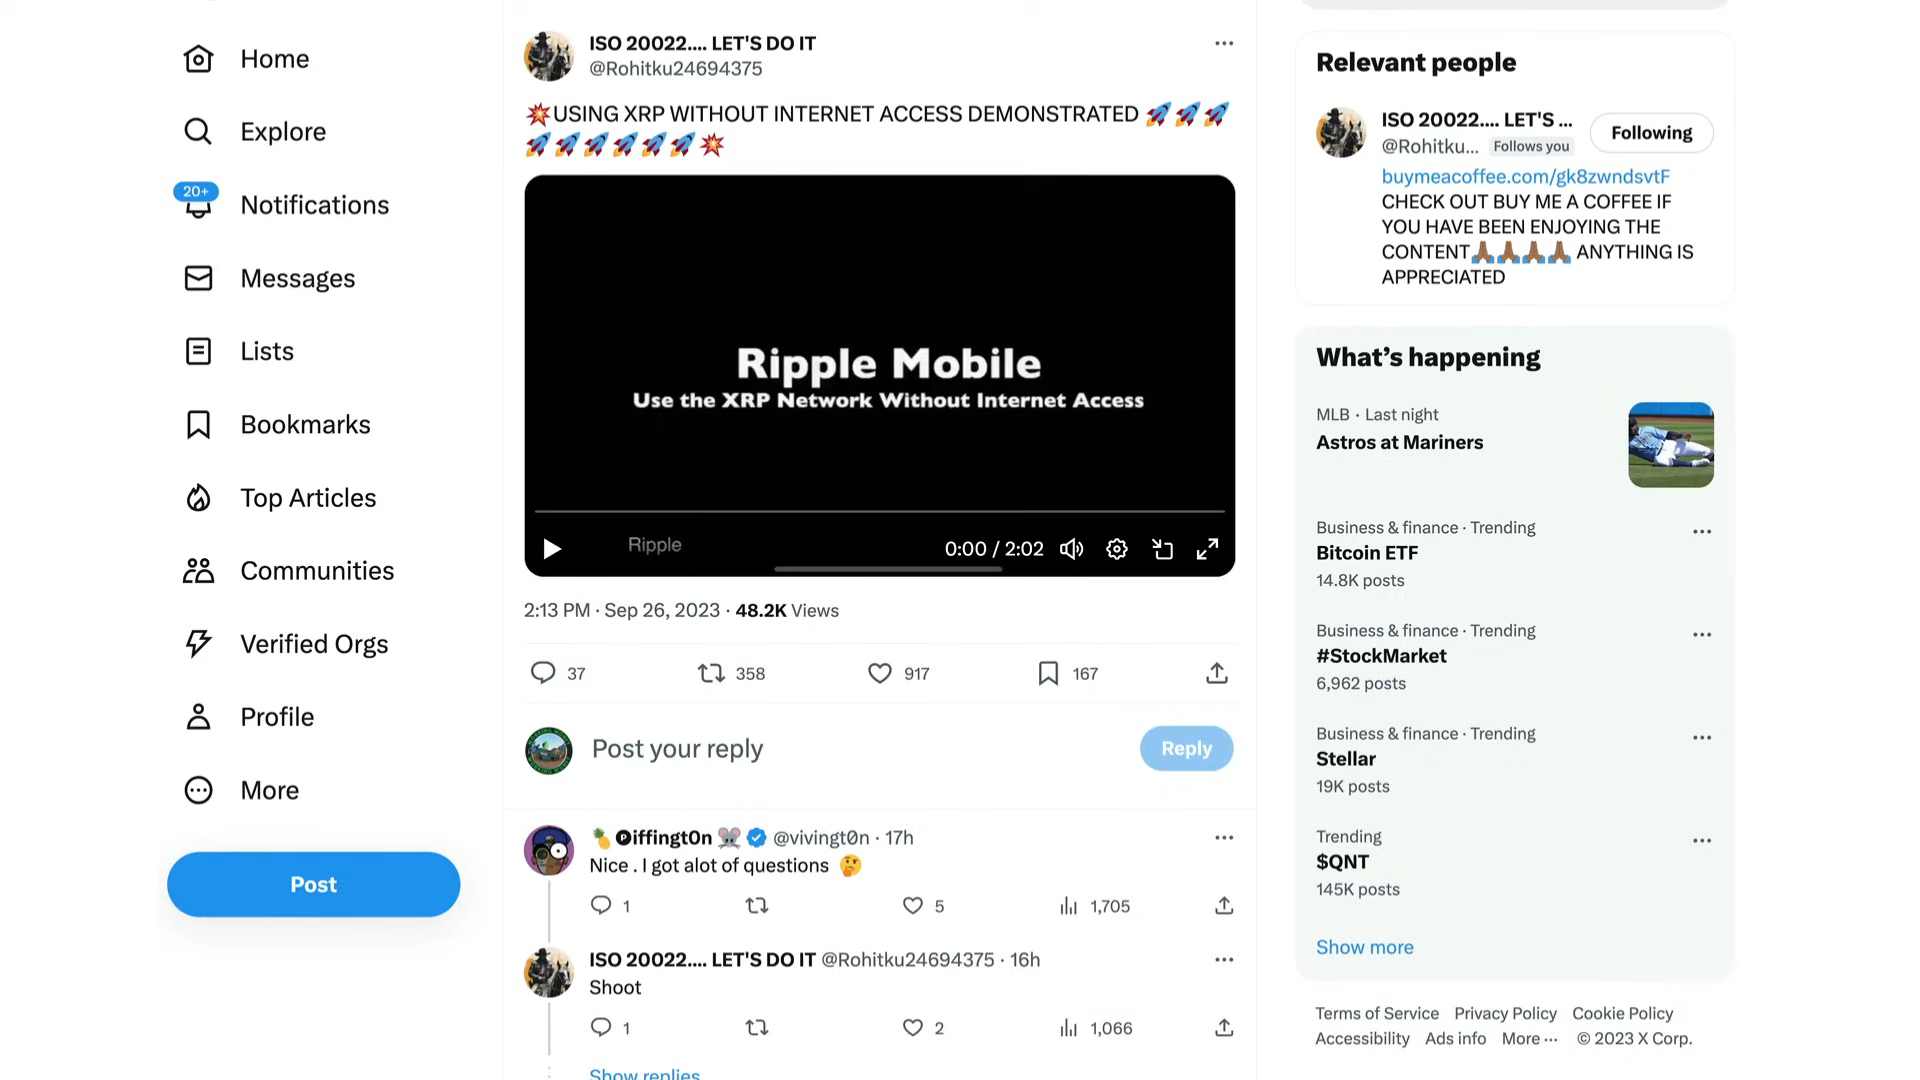 Home
Explore
20+
Notifications
Messages
Lists
Bookmarks
Top Articles
Communities
Verified Orgs
Profile
More
Post
ISO 20022.... LET'S DO IT
@Rohitku24694375
💥USING XRP WITHOUT INTERNET ACCESS DEMONSTRATED 🚀🚀🚀
🚀🚀🚀🚀🚀🚀💥
Ripple Mobile
Use the XRP Network Without Internet Access
Ripple
0:00 / 2:02
2:13 PM · Sep 26, 2023 · 48.2K Views
37 358 917 167
Post your reply
Reply
🍍🅟iffingt0n 🐭 @vivingt0n · 17h
Nice . I got alot of questions 🤔
1 5 1,705
ISO 20022.... LET'S DO IT @Rohitku24694375 · 16h
Shoot
1 2 1,066
Show replies
Relevant people
ISO 20022.... LET'S ...
@Rohitku... Follows you
Following
buymeacoffee.com/gk8zwndsvtF
CHECK OUT BUY ME A COFFEE IF
YOU HAVE BEEN ENJOYING THE
CONTENT🙏🏾🙏🏾🙏🏾🙏🏾 ANYTHING IS
APPRECIATED
What's happening
MLB · Last night
Astros at Mariners
Business & finance · Trending
Bitcoin ETF
14.8K posts
Business & finance · Trending
#StockMarket
6,962 posts
Business & finance · Trending
Stellar
19K posts
Trending
$QNT
145K posts
Show more
Terms of Service Privacy Policy Cookie Policy
Accessibility Ads info More ··· © 2023 X Corp.